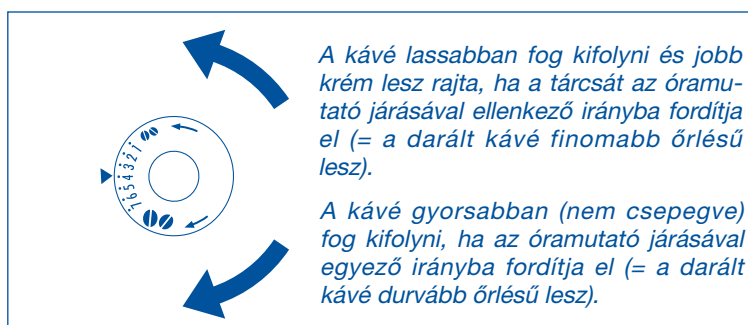 A kávé lassabban fog kifolyni és jobb
krém lesz rajta, ha a tárcsát az óramu-
tató járásával ellenkező irányba fordítja
el (= a darált kávé finomabb őrlésű
lesz).
A kávé gyorsabban (nem csepegve)
fog kifolyni, ha az óramutató járásával
egyező irányba fordítja el (= a darált
kávé durvább őrlésű lesz).
7654321